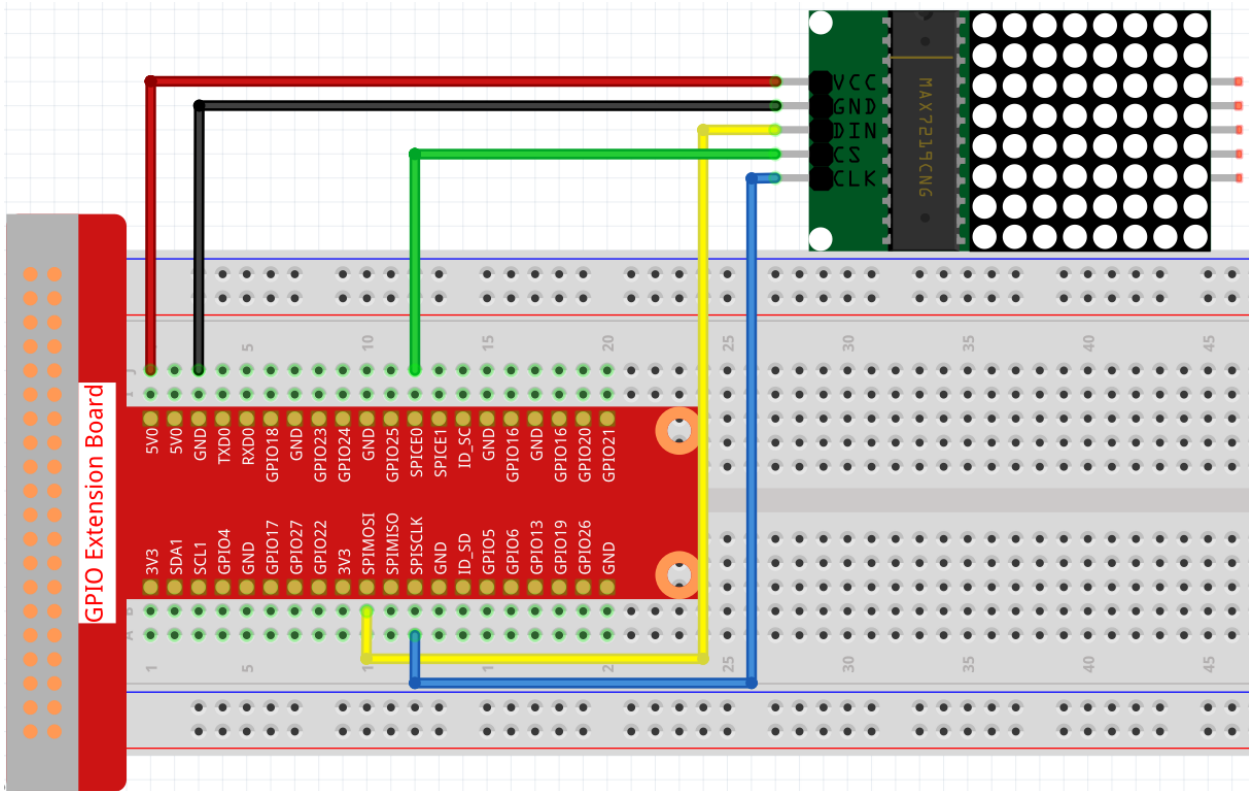 VCC
GND
DIN
CS
CLK
MAX7219CNG
5
10
15
20
25
30
35
40
45
J
5V0
5V0
GND
TXD0
RXD0
GPIO18
GND
GPIO23
GPIO24
GND
GPIO25
SPICE0
SPICE1
ID_SC
GND
GPIO16
GND
GPIO16
GPIO20
GPIO21
GPIO Extension Board
3V3
SDA1
SCL1
GPIO4
GND
GPIO17
GPIO27
GPIO22
3V3
SPIMOSI
SPIMISO
SPISCLK
GND
ID_SD
GPIO5
GPIO6
GPIO13
GPIO19
GPIO26
GND
B
A
1
5
1
1
2
25
30
35
40
45